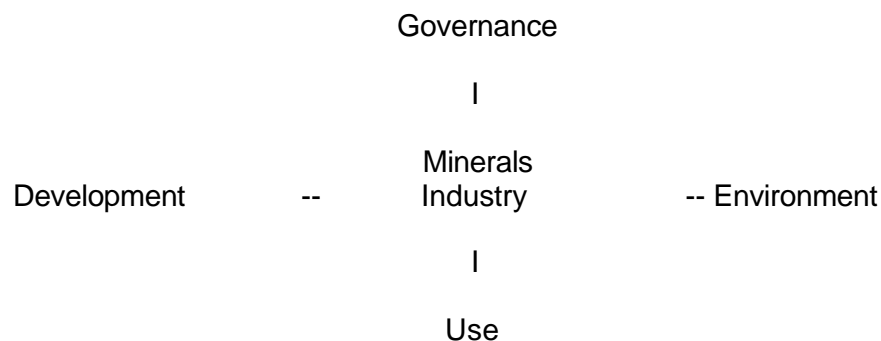 Governance
I
Minerals
Development -- Industry -- Environment
I
Use